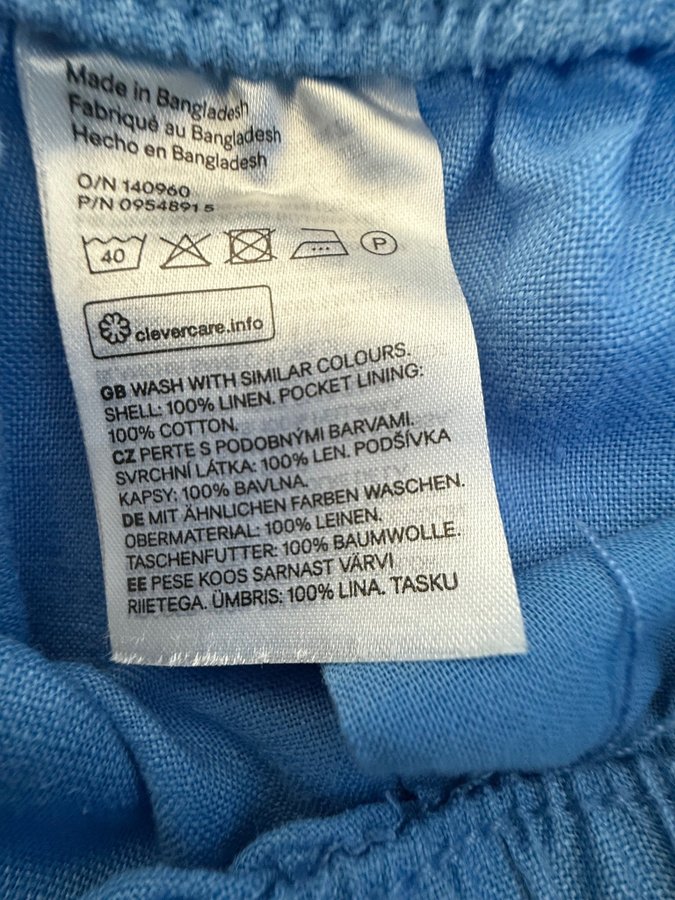 Made in Bangladesh
Fabriqué au Bangladesh
Hecho en Bangladesh
O/N 140960
P/N 0954891 5
40
P
clevercare.info
GB WASH WITH SIMILAR COLOURS.
SHELL: 100% LINEN. POCKET LINING:
100% COTTON.
CZ PERTE S PODOBNÝMI BARVAMI.
SVRCHNÍ LÁTKA: 100% LEN. PODŠÍVKA
KAPSY: 100% BAVLNA.
DE MIT ÄHNLICHEN FARBEN WASCHEN.
OBERMATERIAL: 100% LEINEN.
TASCHENFUTTER: 100% BAUMWOLLE.
EE PESE KOOS SARNAST VÄRVI
RIIETEGA. ÜMBRIS: 100% LINA. TASKU